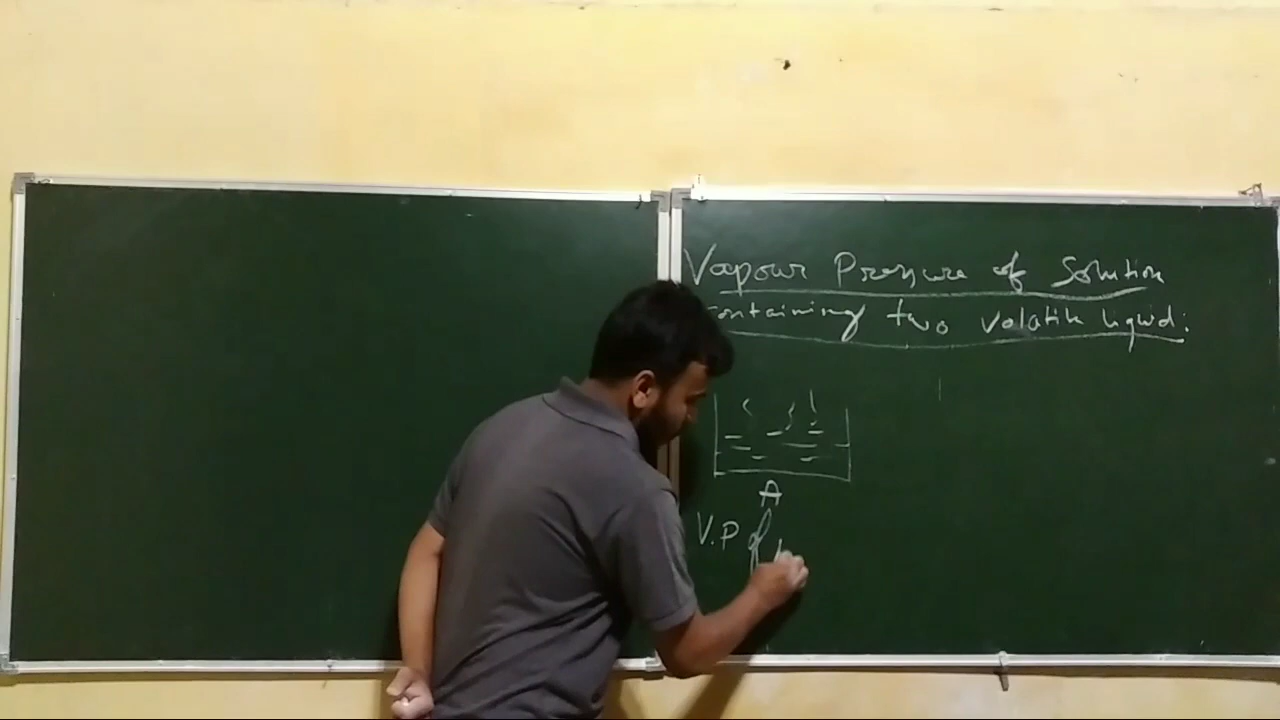 Vapour Pressure of Solution
containing two volatile liquid:
A
V.P of